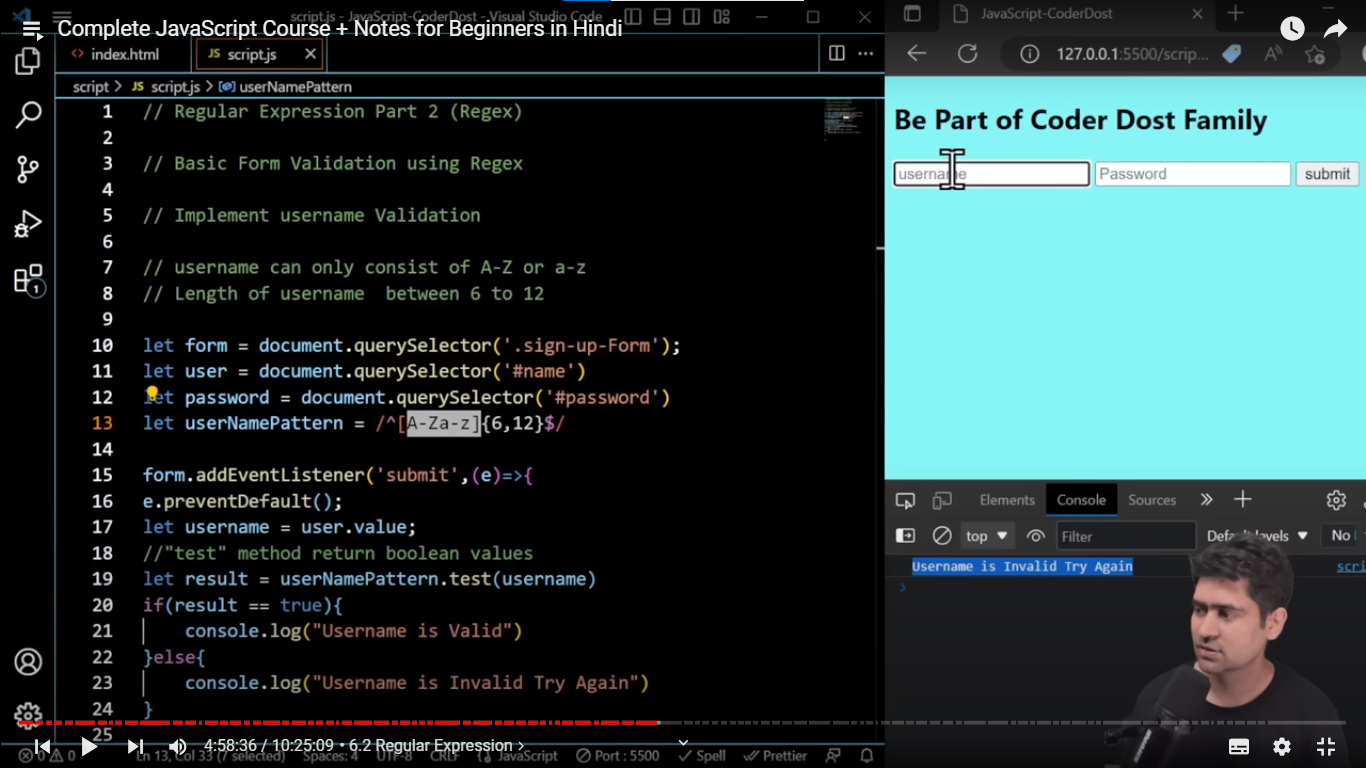 script.js - JavaScript-CoderDost - Visual Studio Code
Complete JavaScript Course + Notes for Beginners in Hindi
index.html
JS script.js
script > JS script.js > userNamePattern
1 // Regular Expression Part 2 (Regex)
2
3 // Basic Form Validation using Regex
4
5 // Implement username Validation
6
7 // username can only consist of A-Z or a-z
8 // Length of username  between 6 to 12
9
10 let form = document.querySelector('.sign-up-Form');
11 let user = document.querySelector('#name')
12 let password = document.querySelector('#password')
13 let userNamePattern = /^[A-Za-z]{6,12}$/
14
15 form.addEventListener('submit',(e)=>{
16 e.preventDefault();
17 let username = user.value;
18 //"test" method return boolean values
19 let result = userNamePattern.test(username)
20 if(result == true){
21     console.log("Username is Valid")
22 }else{
23     console.log("Username is Invalid Try Again")
24 }
25
1
JavaScript-CoderDost
127.0.0.1:5500/scrip...
Be Part of Coder Dost Family
username
Password
submit
Elements
Console
Sources
top
Filter
Default levels
No
Username is Invalid Try Again
scri
4:58:36 / 10:25:09 • 6.2 Regular Expression >
0 0
Ln 13, Col 33 (7 selected)
Spaces: 4
UTF-8
CRLF
JavaScript
Port : 5500
Spell
Prettier